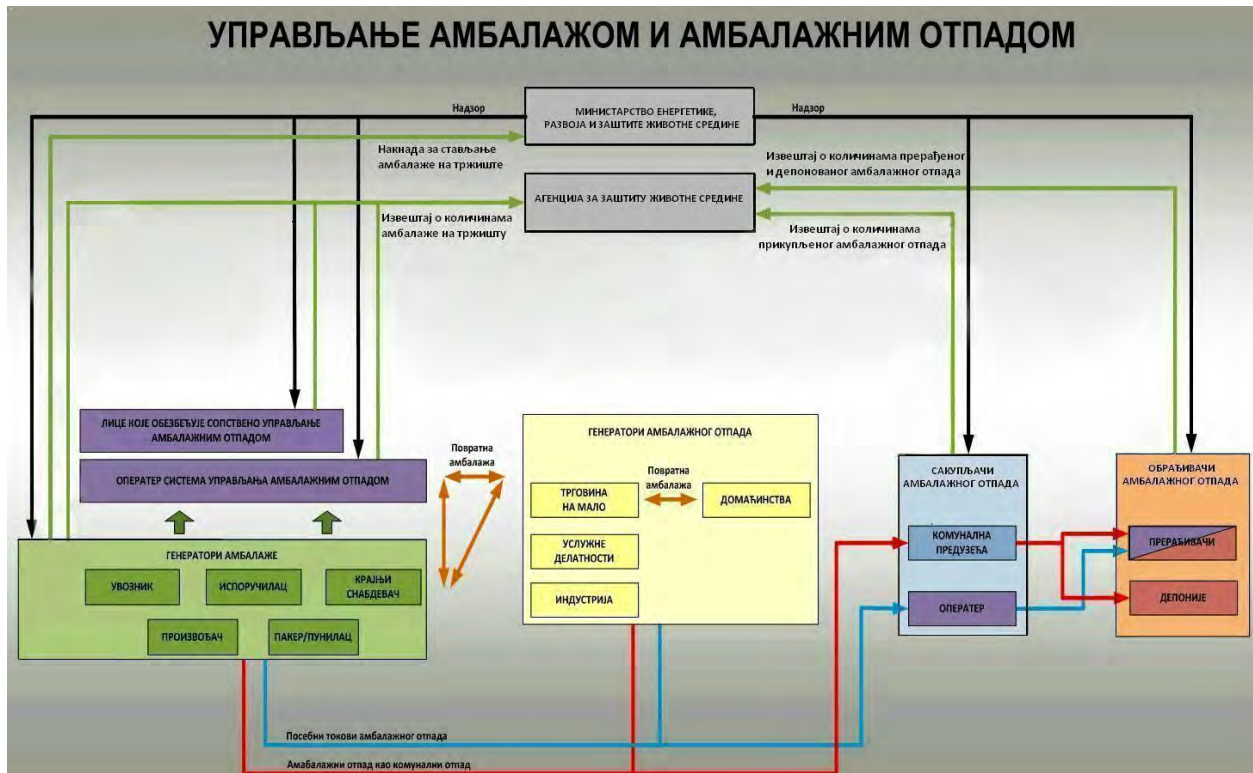 УПРАВЉАЊЕ АМБАЛАЖОМ И АМБАЛАЖНИМ ОТПАДОМ
Надзор
МИНИСТАРСТВО ЕНЕРГЕТИКЕ,
РАЗВОЈА И ЗАШТИТЕ ЖИВОТНЕ СРЕДИНЕ
Надзор
Накнада за стављање
амбалаже на тржиште
Извештај о количинама прерађеног
и депонованог амбалажног отпада
АГЕНЦИЈА ЗА ЗАШТИТУ ЖИВОТНЕ СРЕДИНЕ
Извештај о количинама
амбалаже на тржишту
Извештај о количинама
прикупљеног амбалажног отпада
ЛИЦЕ КОЈЕ ОБЕЗБЕЂУЈЕ СОПСТВЕНО УПРАВЉАЊЕ
АМБАЛАЖНИМ ОТПАДОМ
ОПЕРАТЕР СИСТЕМА УПРАВЉАЊА АМБАЛАЖНИМ ОТПАДОМ
Повратна
амбалажа
ГЕНЕРАТОРИ АМБАЛАЖЕ
УВОЗНИК
ИСПОРУЧИЛАЦ
КРАЈЊИ
СНАБДЕВАЧ
ПРОИЗВОЂАЧ
ПАКЕР/ПУНИЛАЦ
ГЕНЕРАТОРИ АМБАЛАЖНОГ ОТПАДА
ТРГОВИНА
НА МАЛО
Повратна
амбалажа
ДОМАЋИНСТВА
УСЛУЖНЕ
ДЕЛАТНОСТИ
ИНДУСТРИЈА
САКУПЉАЧИ
АМБАЛАЖНОГ ОТПАДА
КОМУНАЛНА
ПРЕДУЗЕЋА
ОПЕРАТЕР
ОБРАЂИВАЧИ
АМБАЛАЖНОГ ОТПАДА
ПРЕРАЂИВАЧИ
ДЕПОНИЈЕ
Посебни токови амбалажног отпада
Амабалажни отпад као комунални отпад